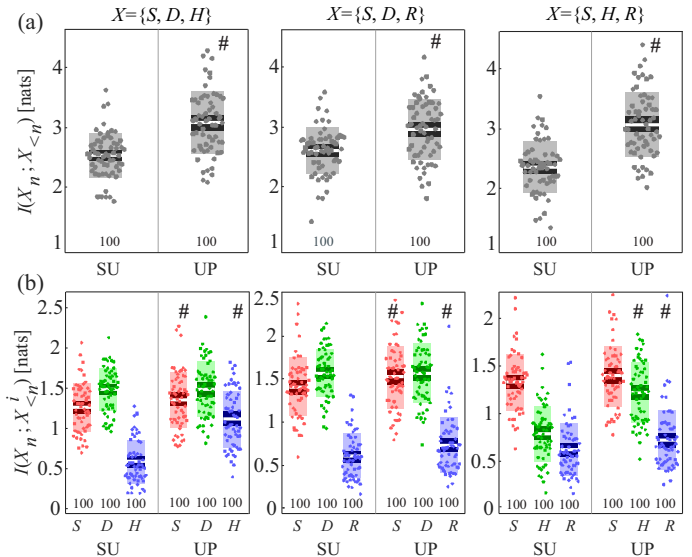 (a)
X={S, D, H}
X={S, D, R}
X={S, H, R}
I(X_n ; X_<n) [nats]
4
3
2
1
#
100
100
SU
UP
#
100
100
SU
UP
4
3
2
1
#
100
100
SU
UP
(b)
I(X_n ; X^i_<n) [nats]
2
1.5
1
0.5
0
#
#
100 100 100
100 100 100
S D H
S D H
SU
UP
2.5
2
1.5
1
0.5
0
#
#
100 100 100
100 100 100
S D R
S D R
SU
UP
2
1.5
1
0.5
0
#
#
100 100 100
100 100 100
S H R
S H R
SU
UP